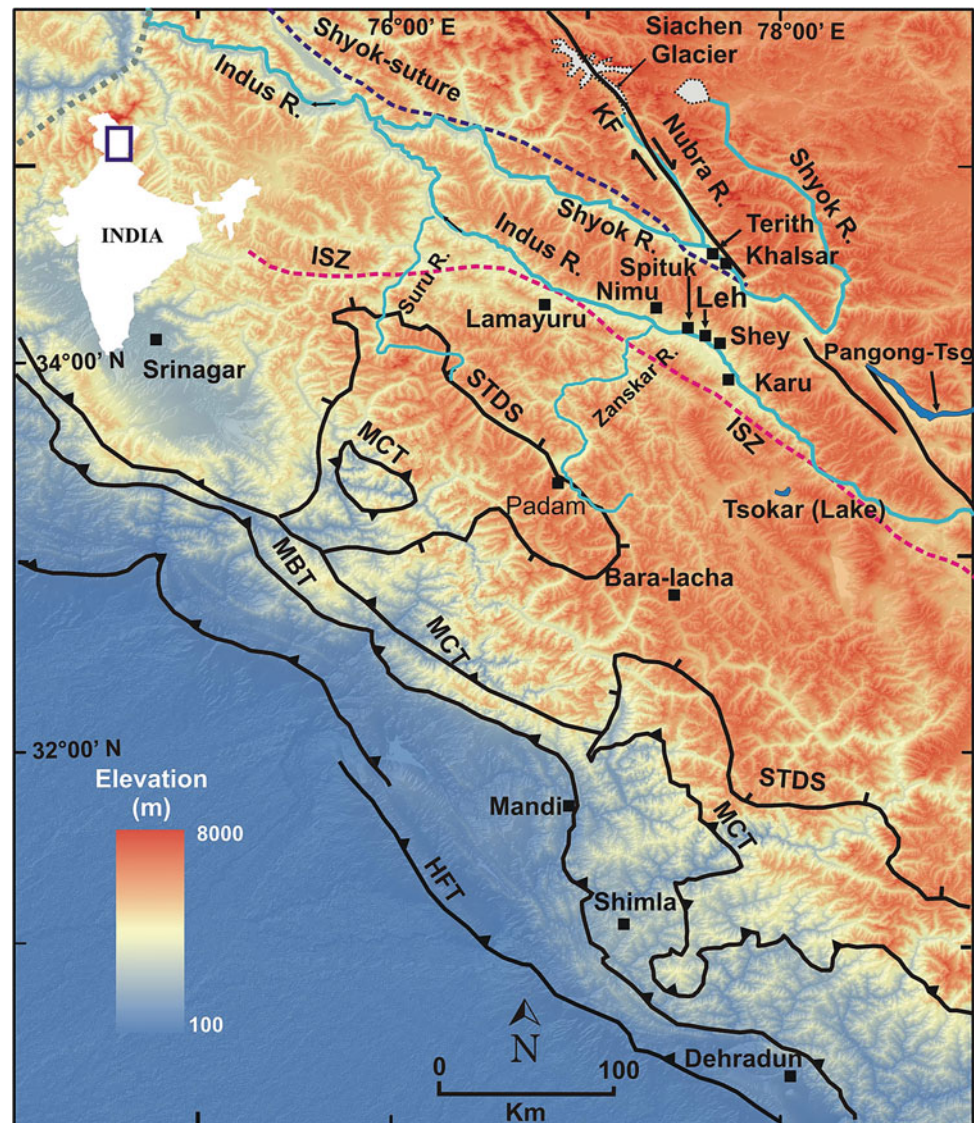 76°00' E
78°00' E
Siachen
Glacier
Shyok-suture
Indus R.
KF
Nubra R.
Shyok R.
INDIA
Shyok R.
Terith
Khalsar
ISZ
Indus R.
Spituk
Suru R.
Nimu
Leh
Lamayuru
Shey
34°00' N
Srinagar
Zanskar R.
Pangong-Tso
Karu
STDS
ISZ
MCT
Padam
Tsokar (Lake)
MBT
Bara-lacha
MCT
32°00' N
Elevation
(m)
8000
STDS
Mandi
MCT
HFT
Shimla
100
N
Dehradun
0
100
Km